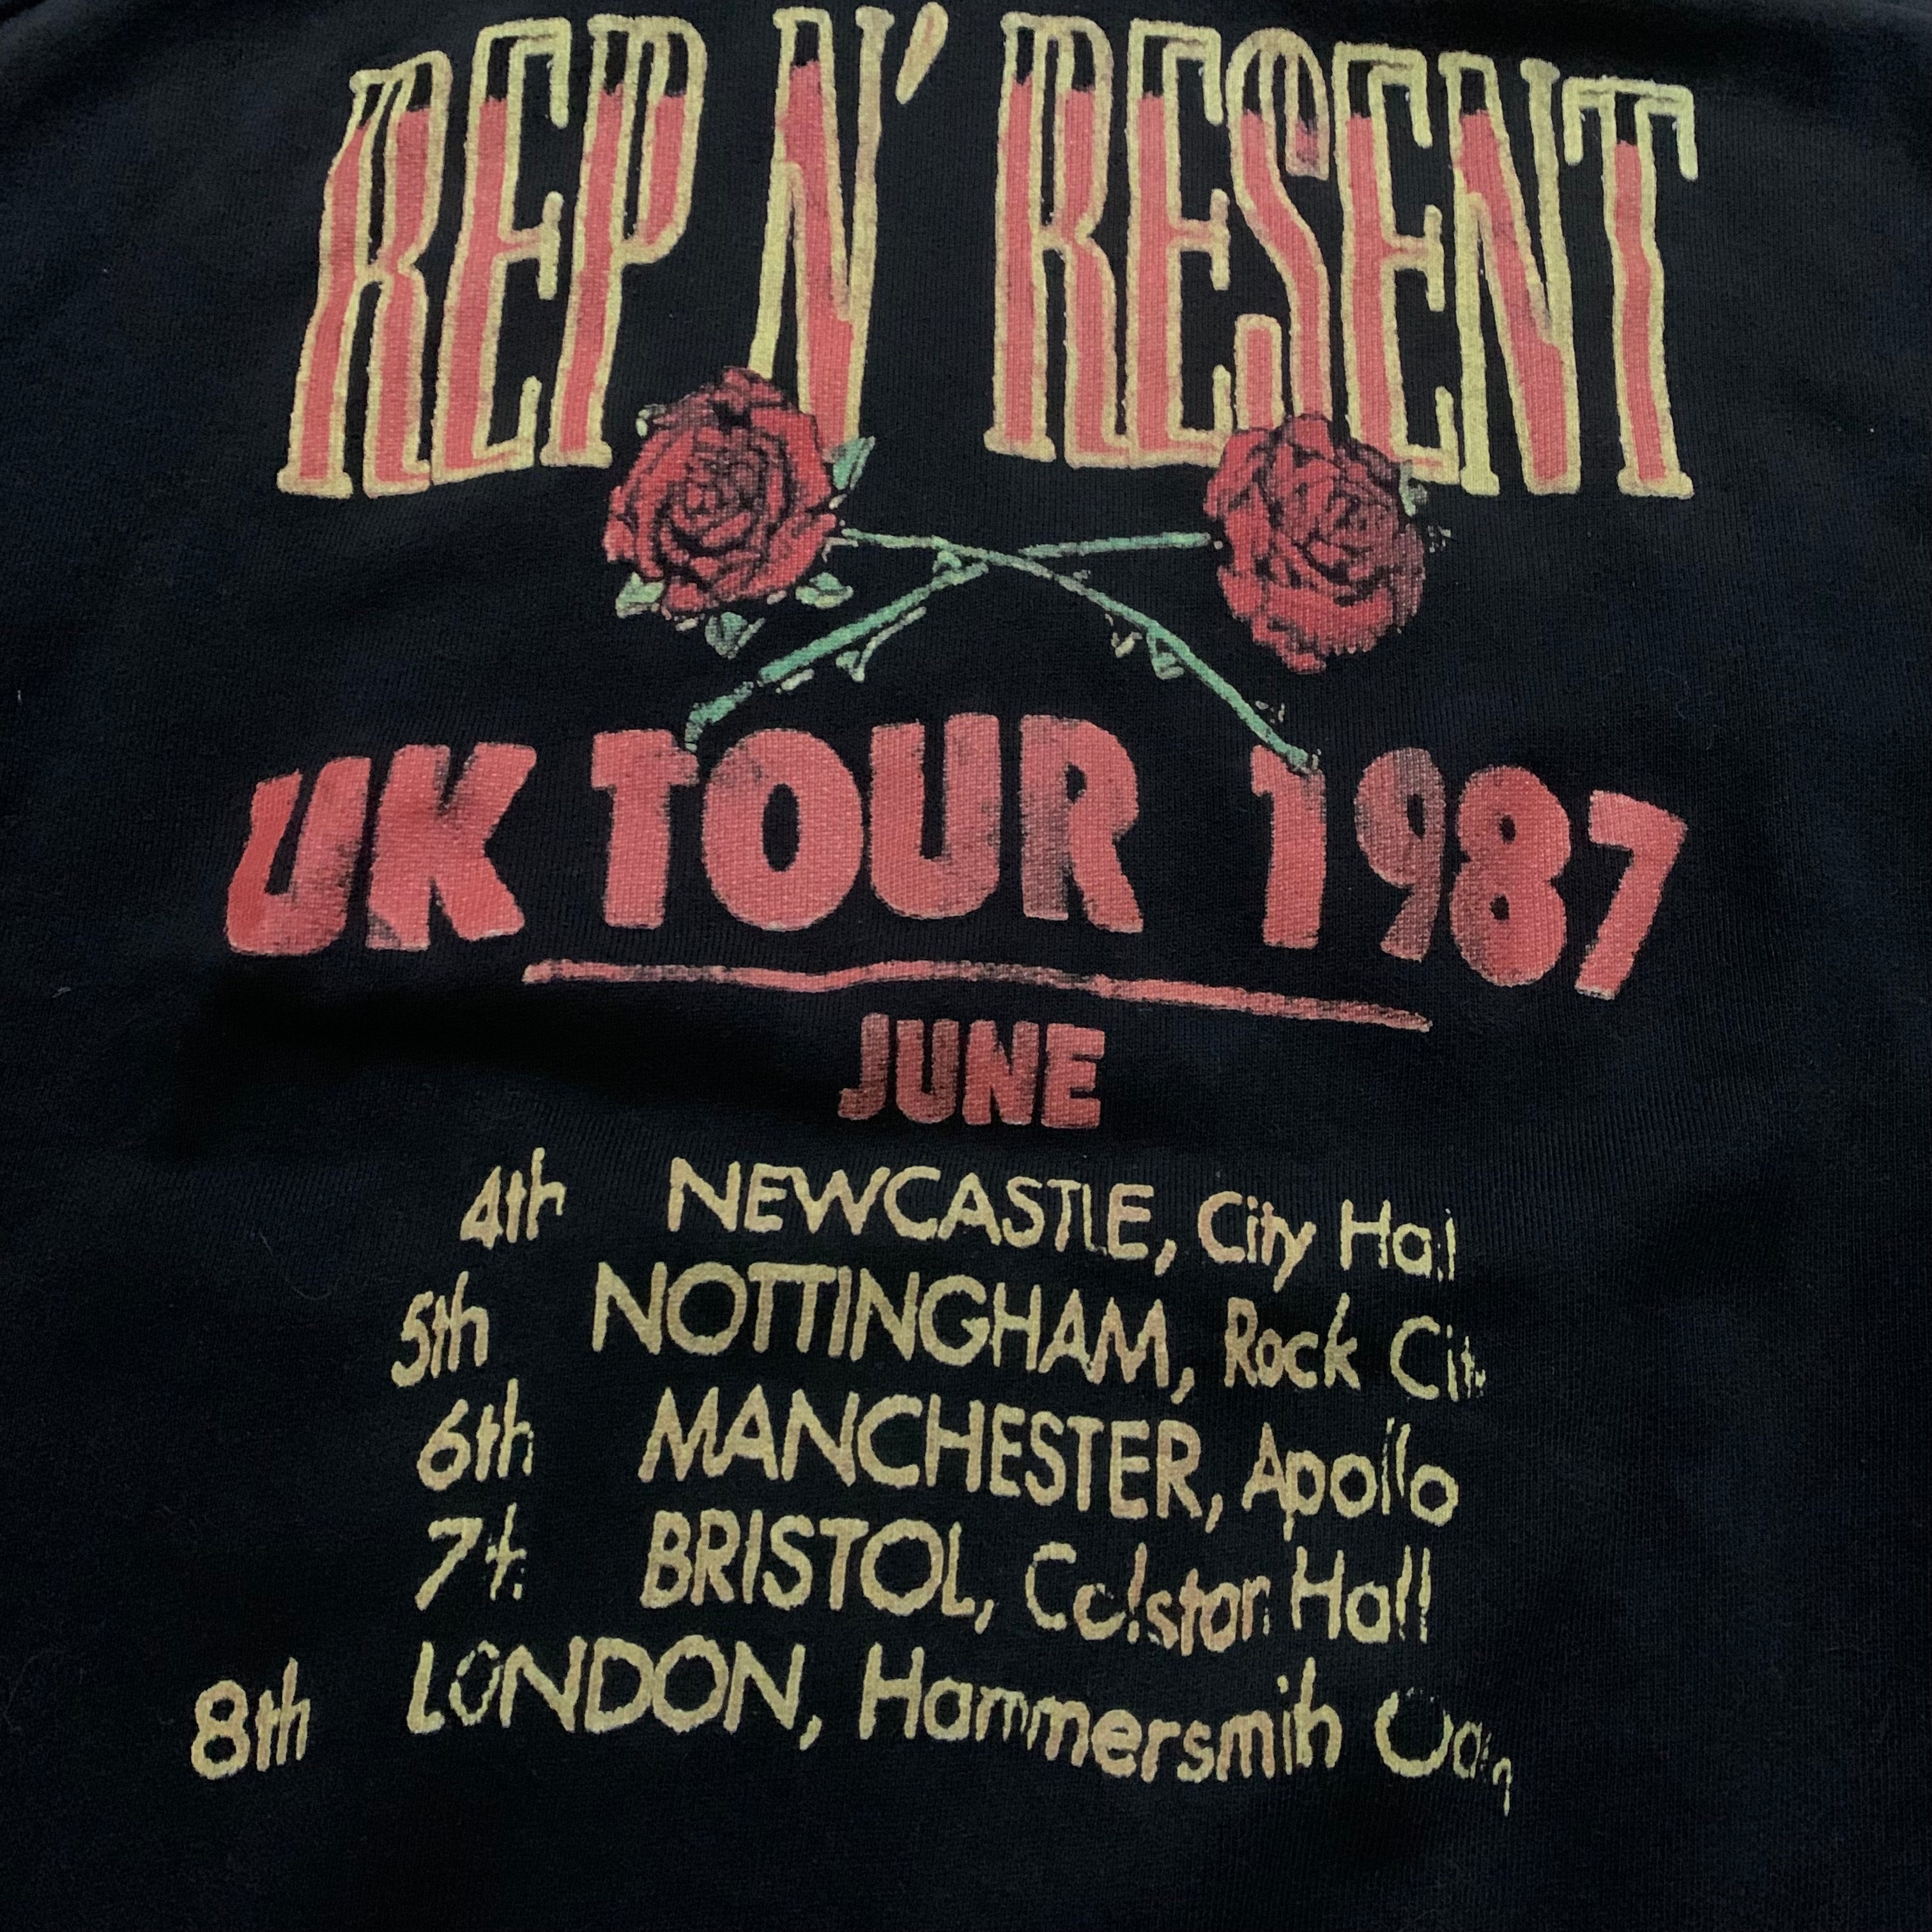 REP N' RESENT
UK TOUR 1987
JUNE
4th NEWCASTLE, City Hall
5th NOTTINGHAM, Rock City
6th MANCHESTER, Apollo
7th BRISTOL, Colston Hall
8th LONDON, Hammersmith